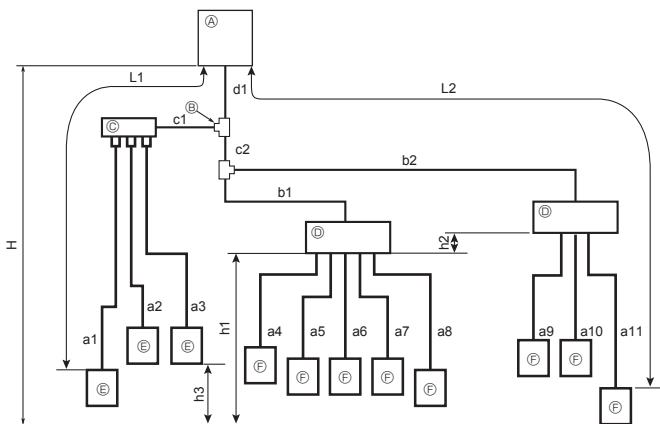 Ⓐ
L1
d1
L2
Ⓑ
Ⓒ
c1
c2
b2
b1
Ⓓ
Ⓓ
h2
H
h1
a1
a2
a3
a4
a5
a6
a7
a8
a9
a10
a11
Ⓔ
Ⓔ
Ⓔ
h3
Ⓕ
Ⓕ
Ⓕ
Ⓕ
Ⓕ
Ⓕ
Ⓕ
Ⓕ